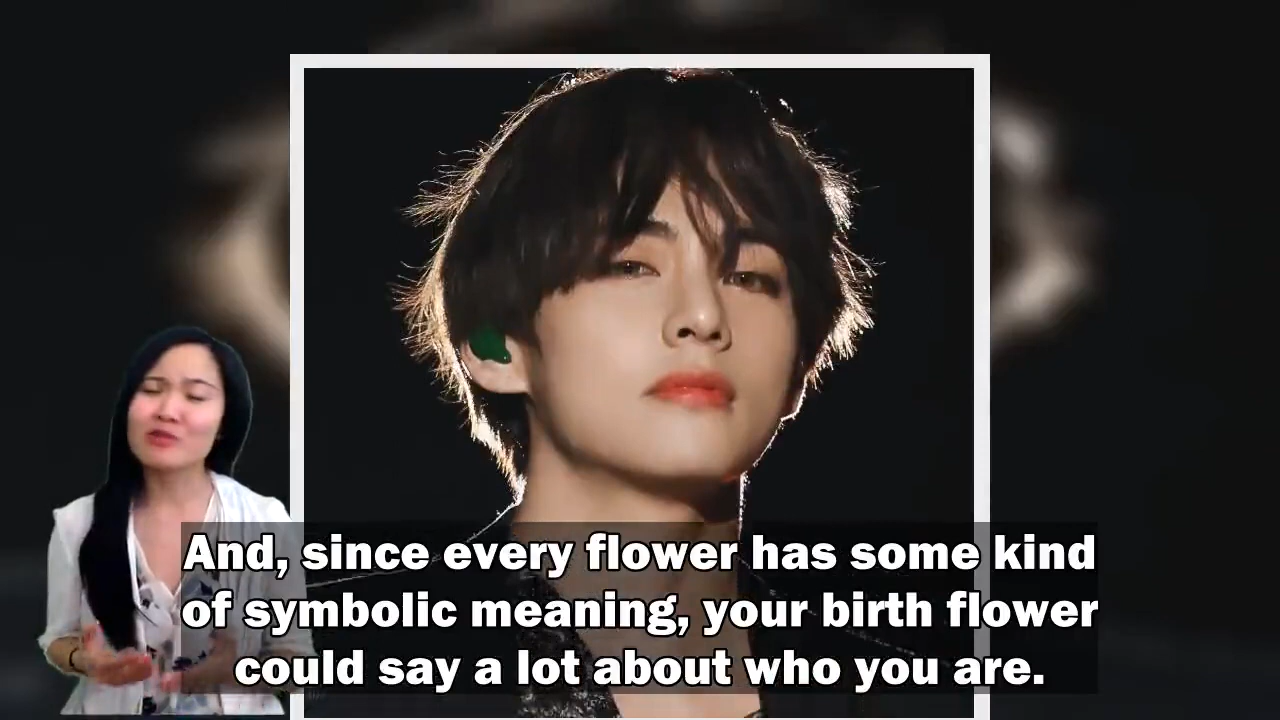 And, since every flower has some kind
of symbolic meaning, your birth flower
could say a lot about who you are.